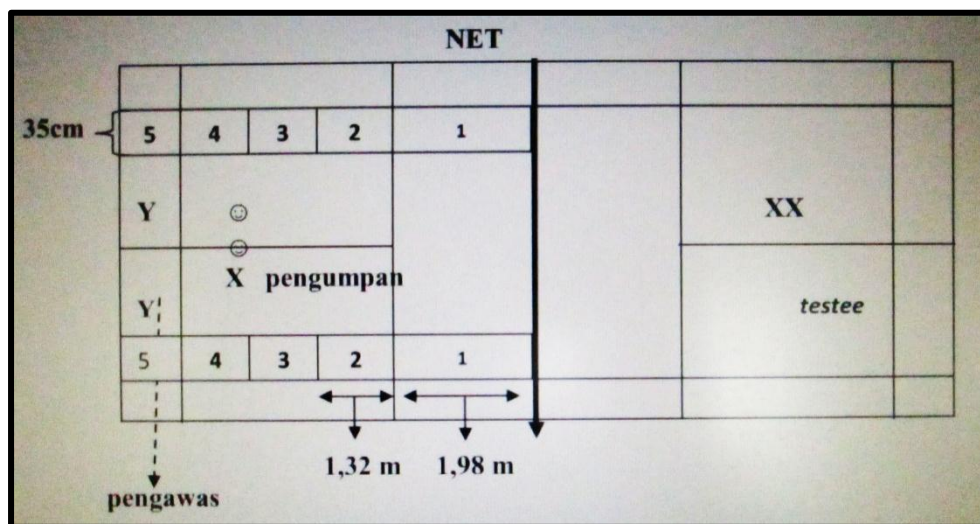 NET
35cm
5 4 3 2 1
Y
XX
X pengumpan
Y
testee
5 4 3 2 1
1,32 m 1,98 m
pengawas